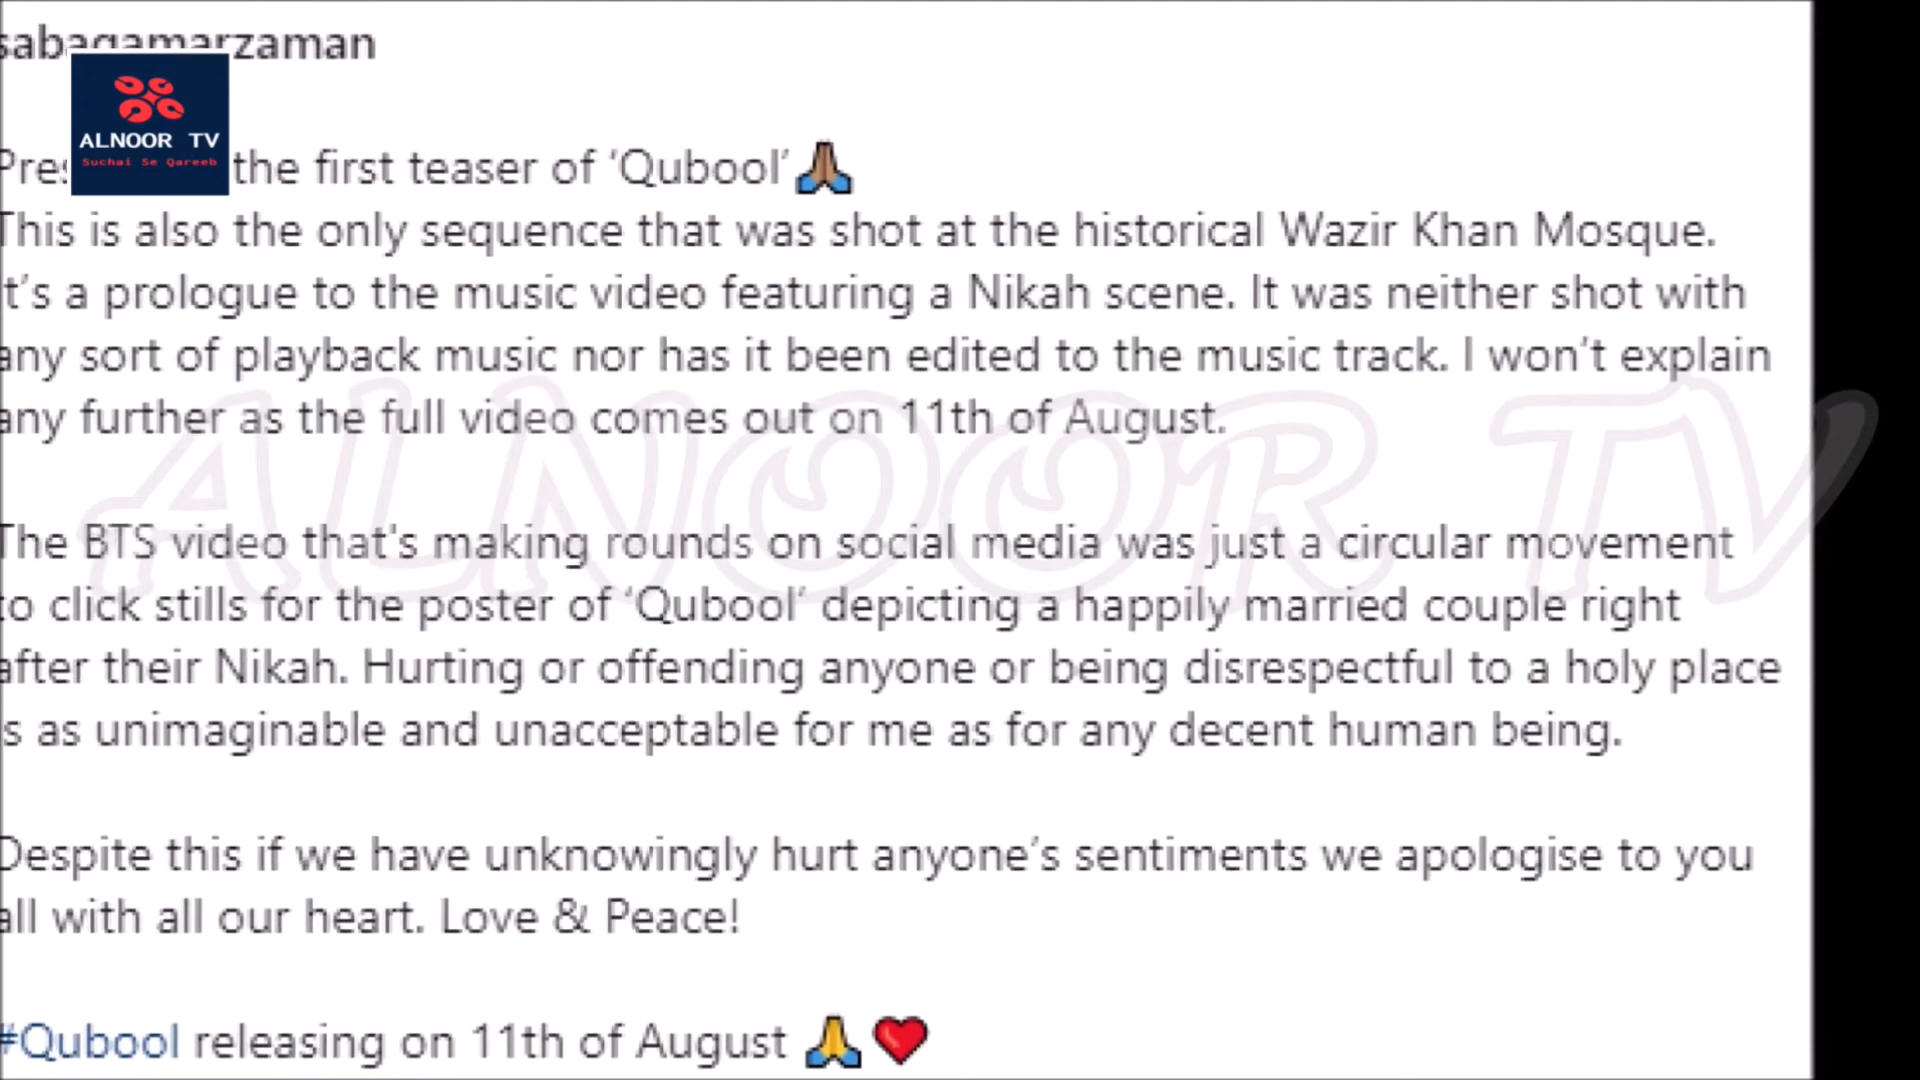 sabaqamarzaman
ALNOOR TV
Suchai Se Qareeb
the first teaser of ‘Qubool’🙏🏽
This is also the only sequence that was shot at the historical Wazir Khan Mosque.
It’s a prologue to the music video featuring a Nikah scene. It was neither shot with
any sort of playback music nor has it been edited to the music track. I won’t explain
any further as the full video comes out on 11th of August.
ALNOOR TV
The BTS video that's making rounds on social media was just a circular movement
to click stills for the poster of ‘Qubool’ depicting a happily married couple right
after their Nikah. Hurting or offending anyone or being disrespectful to a holy place
is as unimaginable and unacceptable for me as for any decent human being.
Despite this if we have unknowingly hurt anyone’s sentiments we apologise to you
all with all our heart. Love & Peace!
#Qubool releasing on 11th of August 🙏❤️